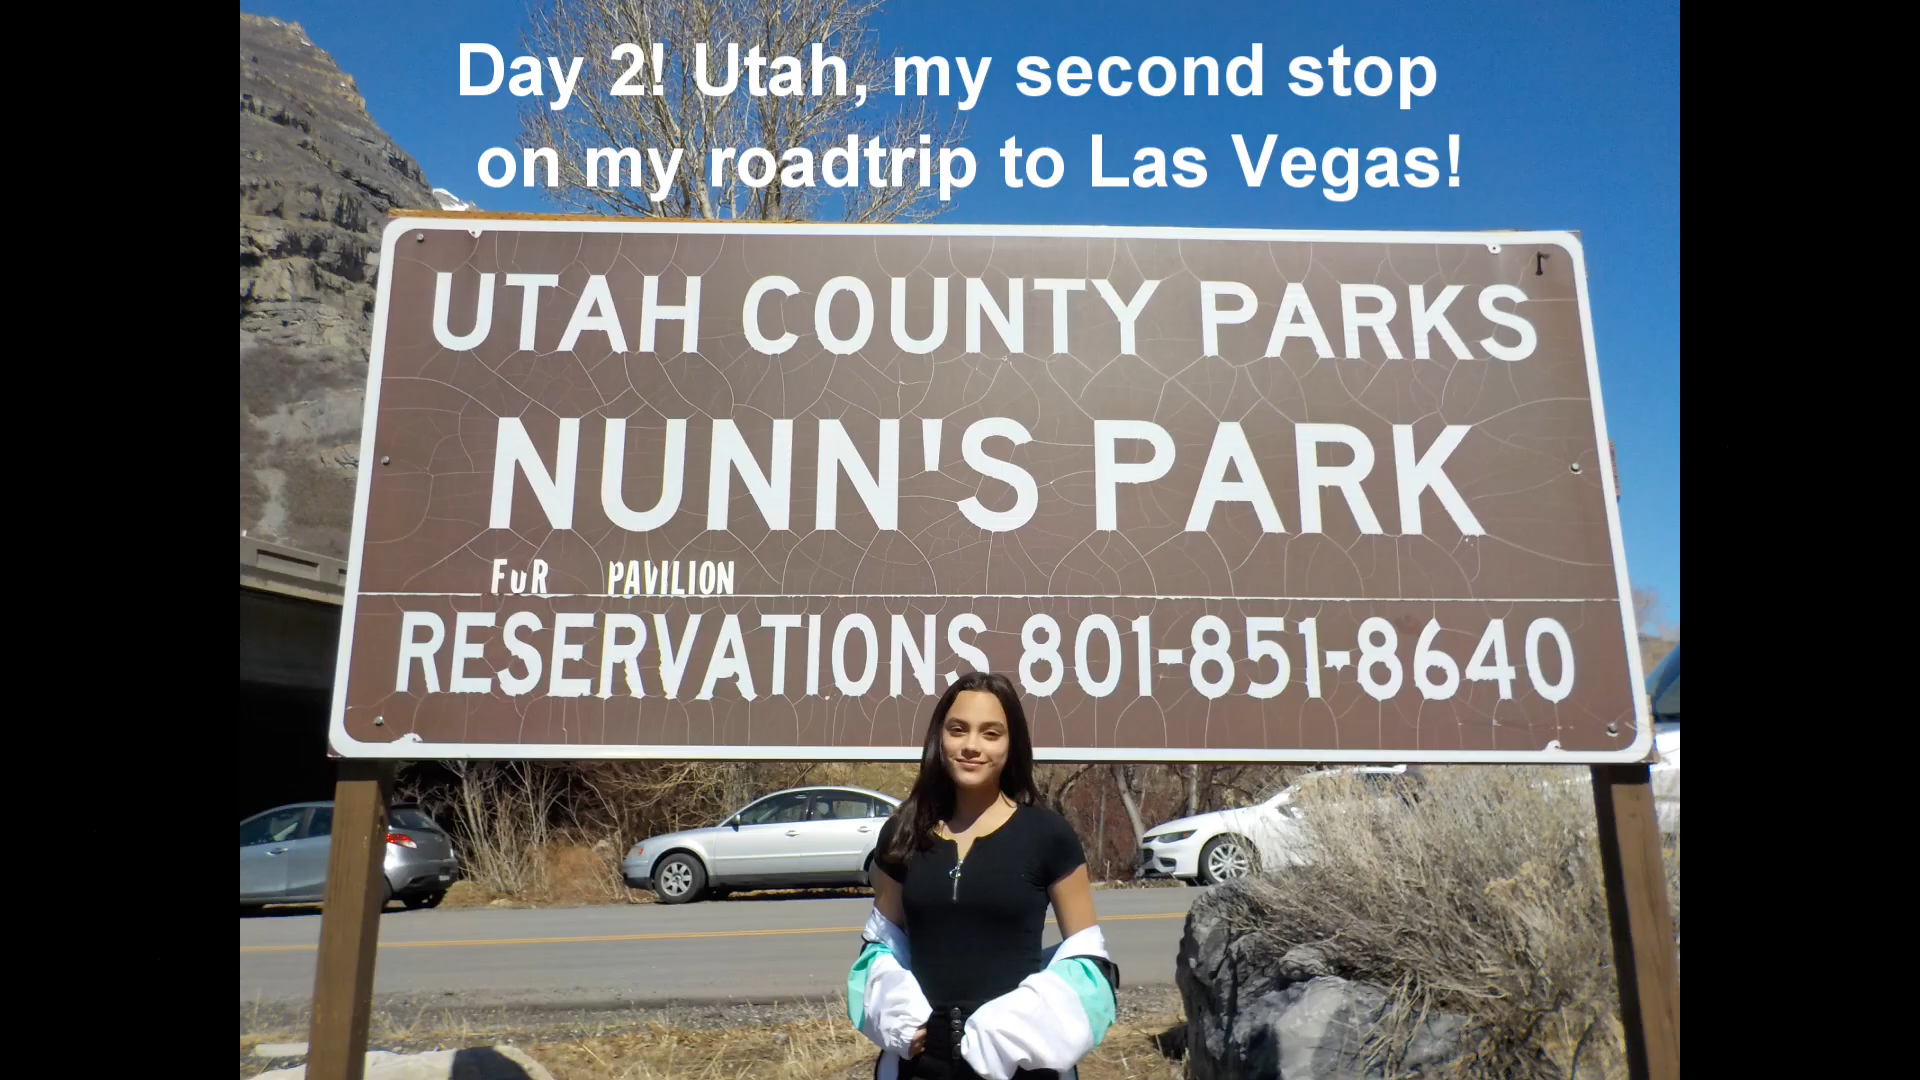 Day 2! Utah, my second stop
on my roadtrip to Las Vegas!
UTAH COUNTY PARKS
NUNN'S PARK
FuR PAVILION
RESERVATIONS 801-851-8640